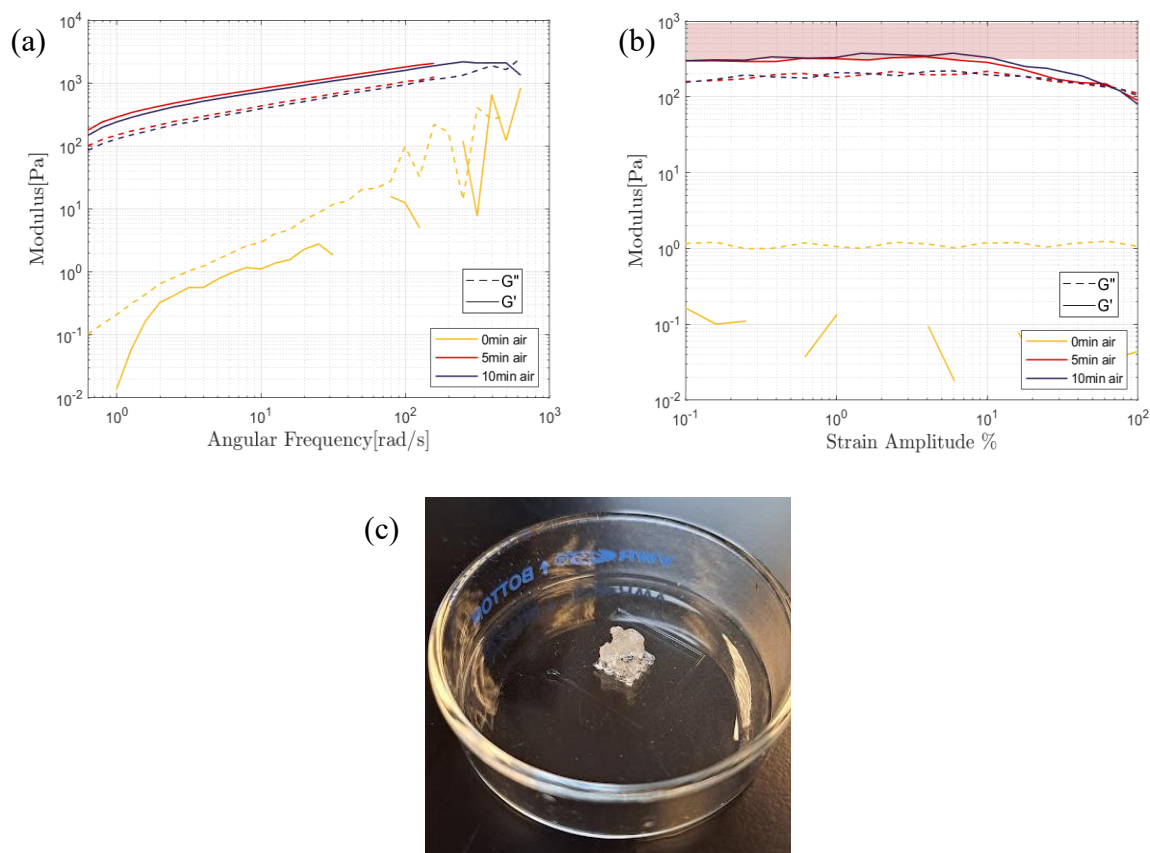 (a)
10^4
10^3
10^2
10^1
10^0
10^-1
10^-2
Modulus[Pa]
10^0
10^1
10^2
10^3
Angular Frequency[rad/s]
G"
G'
0min air
5min air
10min air
(b)
10^3
10^2
10^1
10^0
10^-1
10^-2
Modulus[Pa]
10^-1
10^0
10^1
10^2
Strain Amplitude %
G"
G'
0min air
5min air
10min air
(c)
VWR
BOTTOM